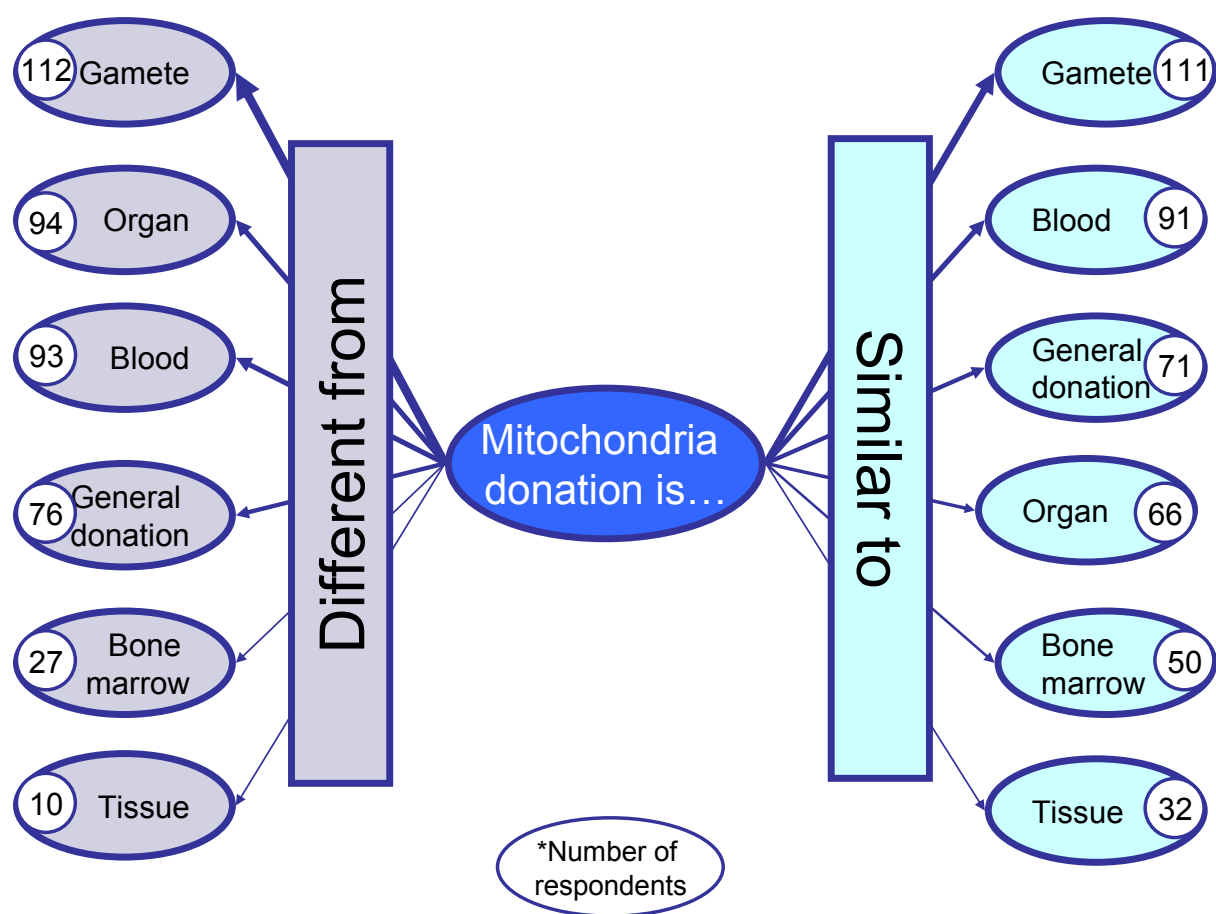 112 Gamete
94 Organ
93 Blood
76 General
donation
27 Bone
marrow
10 Tissue
Different from
Mitochondria
donation is…
Similar to
Gamete 111
Blood 91
General
donation 71
Organ 66
Bone
marrow 50
Tissue 32
*Number of
respondents